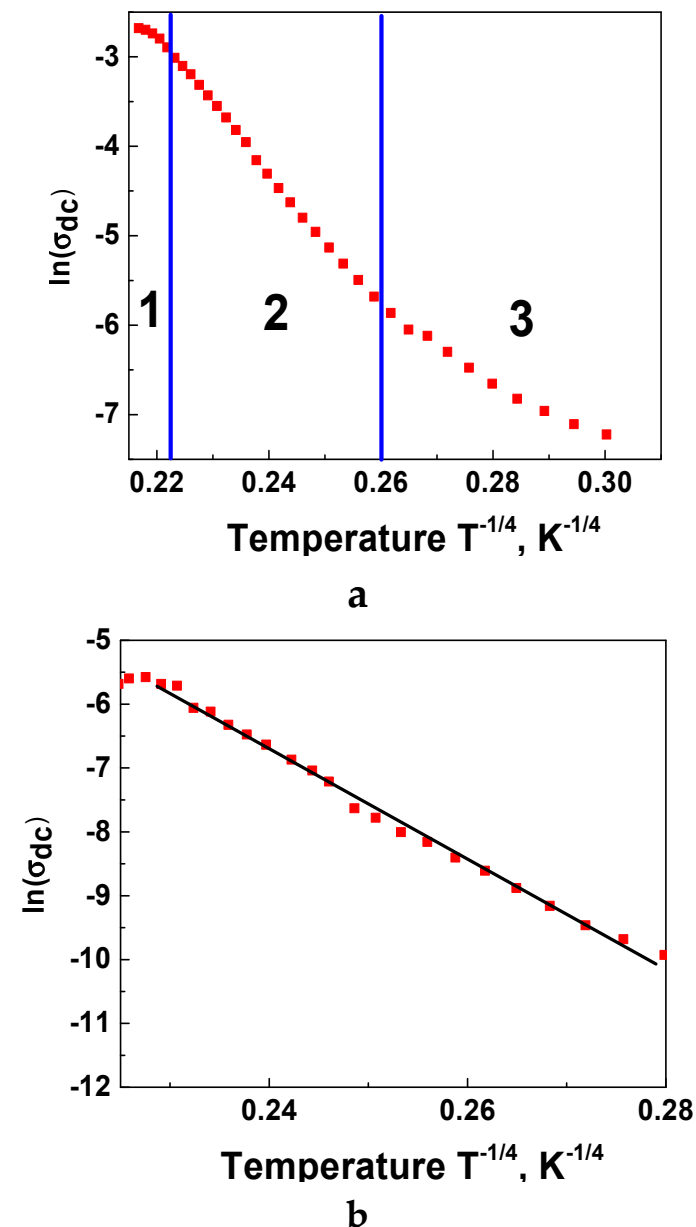 -3
-4
-5
-6
-7
ln(σdc)
1 2 3
0.22 0.24 0.26 0.28 0.30
Temperature T-1/4, K-1/4
a
-5
-6
-7
-8
-9
-10
-11
-12
ln(σdc)
0.24 0.26 0.28
Temperature T-1/4, K-1/4
b